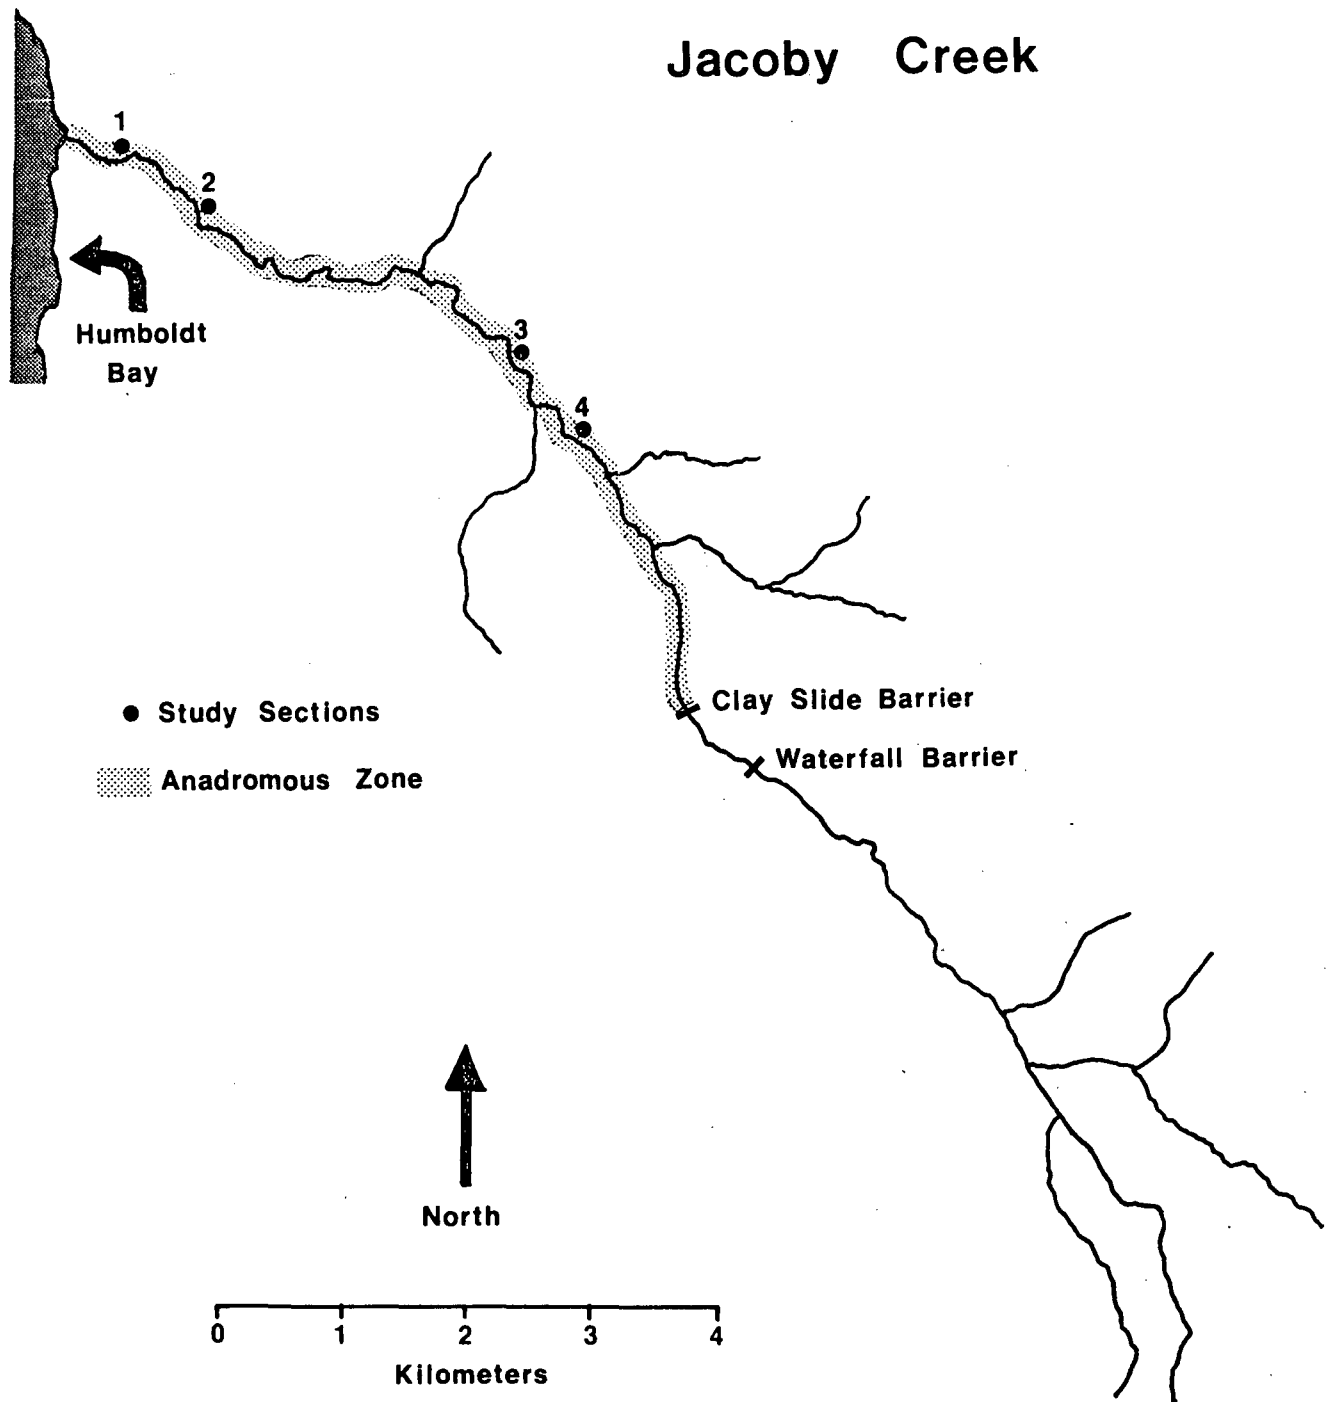 Jacoby Creek
1
2
Humboldt
Bay
3
4
Clay Slide Barrier
Study Sections
Waterfall Barrier
Anadromous Zone
North
0 1 2 3 4
Kilometers